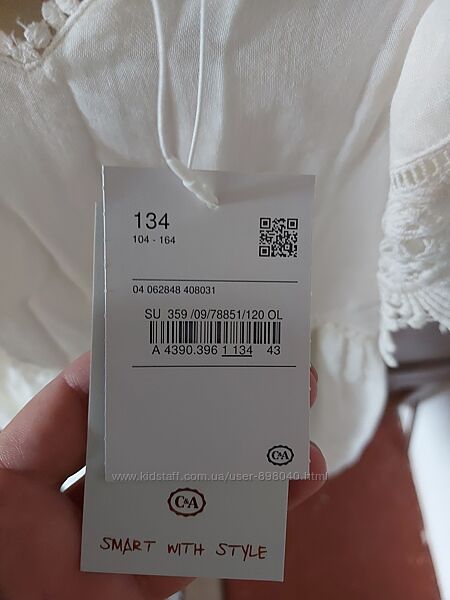 134
104 - 164
04 062848 408031
SU 359 /09/78851/120 OL
A 4390.396 1 134 43
C&A
www.kidstaff.com.ua/user-898040.html
C&A
SMART WITH STYLE